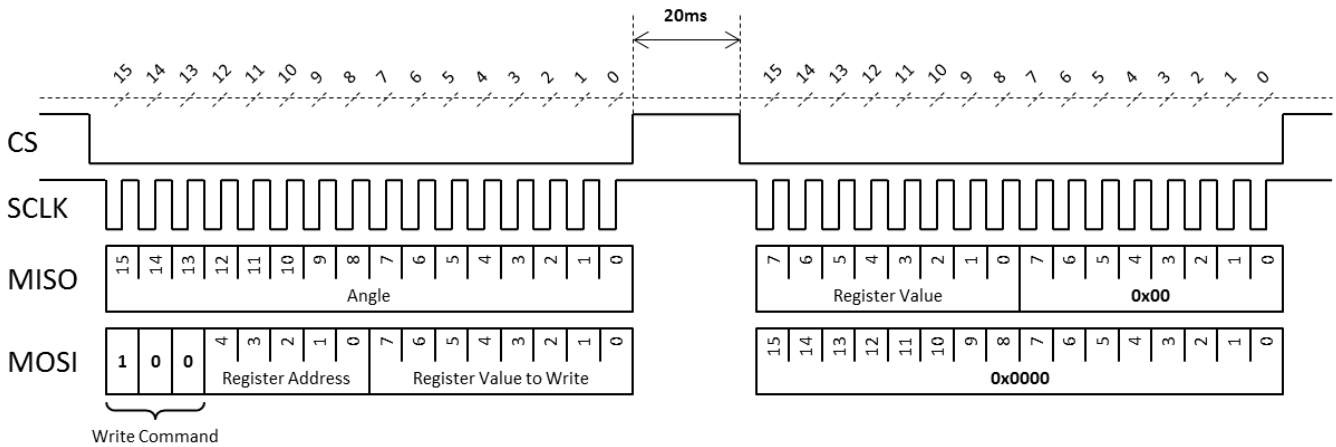 20ms
15 14 13 12 11 10 9 8 7 6 5 4 3 2 1 0 15 14 13 12 11 10 9 8 7 6 5 4 3 2 1 0
CS
SCLK
MISO
15 14 13 12 11 10 9 8 7 6 5 4 3 2 1 0 7 6 5 4 3 2 1 0 7 6 5 4 3 2 1 0
Angle Register Value 0x00
MOSI
1 0 0 4 3 2 1 0 7 6 5 4 3 2 1 0 15 14 13 12 11 10 9 8 7 6 5 4 3 2 1 0
Register Address Register Value to Write 0x0000
Write Command